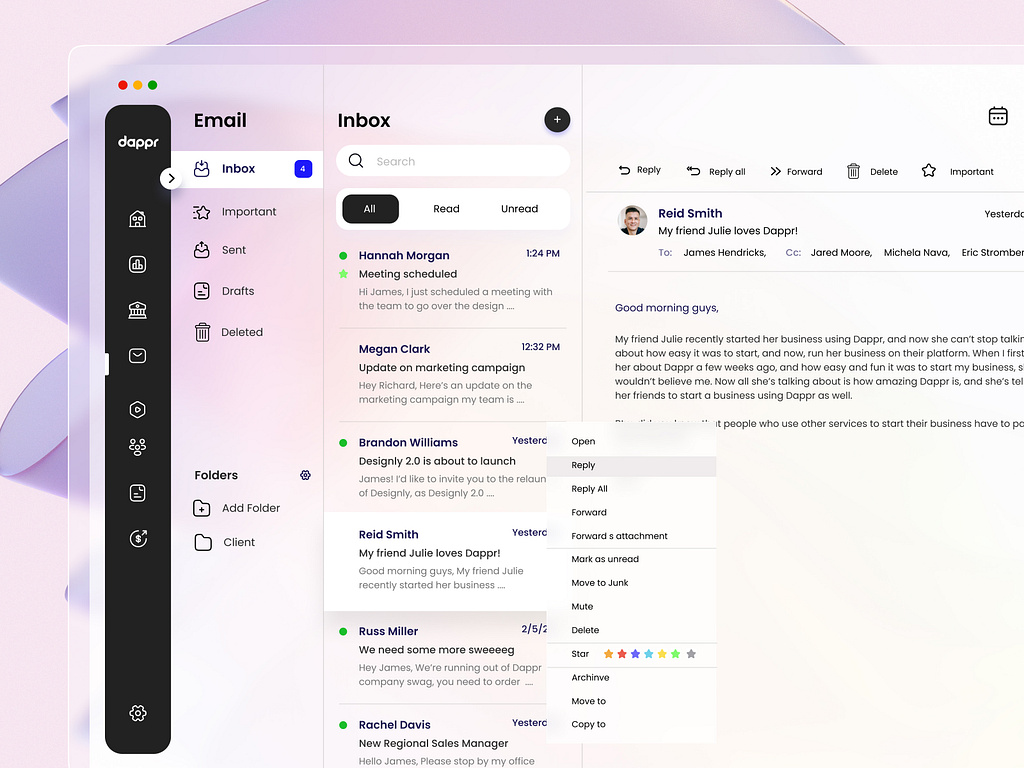 dappr
Email
Inbox
4
Important
Sent
Drafts
Deleted
Folders
Add Folder
Client
Inbox
+
Search
All Read Unread
Hannah Morgan 1:24 PM
Meeting scheduled
Hi James, I just scheduled a meeting with
the team to go over the design ....
Megan Clark 12:32 PM
Update on marketing campaign
Hey Richard, Here's an update on the
marketing campaign my team is ....
Brandon Williams Yesterd
Designly 2.0 is about to launch
James! I'd like to invite you to the relaun
of Designly, as Designly 2.0 ....
Reid Smith Yesterd
My friend Julie loves Dappr!
Good morning guys, My friend Julie
recently started her business ....
Russ Miller 2/5/2
We need some more sweeeeg
Hey James, We're running out of Dappr
company swag, you need to order ....
Rachel Davis Yesterd
New Regional Sales Manager
Hello James, Please stop by my office
Reply Reply all Forward Delete Important
Reid Smith Yesterd
My friend Julie loves Dappr!
To: James Hendricks, Cc: Jared Moore, Michela Nava, Eric Stromber
Good morning guys,
My friend Julie recently started her business using Dappr, and now she can't stop talkin
about how easy it was to start, and now, run her business on their platform. When I first
her about Dappr a few weeks ago, and how easy and fun it was to start my business, s
wouldn't believe me. Now all she's talking about is how amazing Dappr is, and she's tel
her friends to start a business using Dappr as well.
people who use other services to start their business have to pa
Open
Reply
Reply All
Forward
Forward s attachment
Mark as unread
Move to Junk
Mute
Delete
Star
Archinve
Move to
Copy to